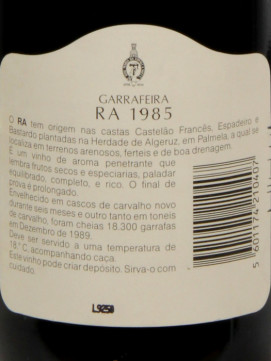 GARRAFEIRA
RA 1985
O RA tem origem nas castas Castelão Francês, Espadeiro e
Bastardo plantadas na Herdade de Algeruz, em Palmela, a qual se
localiza em terrenos arenosos, ferteis e de boa drenagem.
É um vinho de aroma penetrante que
lembra frutos secos e especiarias, paladar
equilibrado, completo, e rico. O final de
prova é prolongado.
Envelhecido em cascos de carvalho novo
durante seis meses e outro tanto em toneis
de carvalho, foram cheias 18.300 garrafas
em Dezembro de 1989.
Deve ser servido a uma temperatura de
18.°C, acompanhando caça.
Este vinho pode criar depósito. Sirva-o com
cuidado.
5 601174 210407
L9250